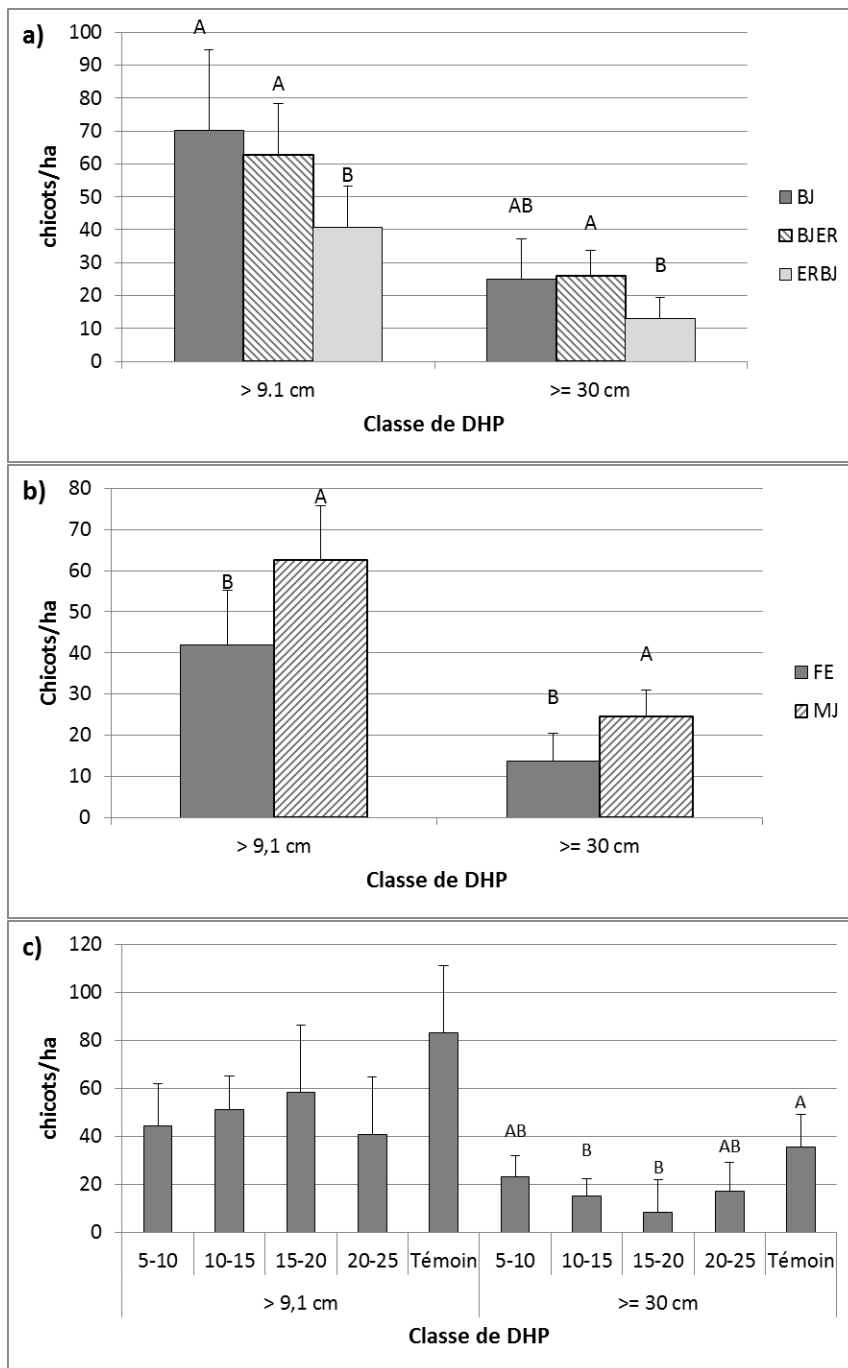 a)
chicots/ha
100
90
80
70
60
50
40
30
20
10
0
A
A
B
AB
A
B
> 9.1 cm
>= 30 cm
Classe de DHP
BJ
BJER
ERBJ
b)
Chicots/ha
80
70
60
50
40
30
20
10
0
B
A
B
A
> 9,1 cm
>= 30 cm
Classe de DHP
FE
MJ
c)
chicots/ha
120
100
80
60
40
20
0
AB
B
B
AB
A
5-10 10-15 15-20 20-25 Témoin 5-10 10-15 15-20 20-25 Témoin
> 9,1 cm >= 30 cm
Classe de DHP